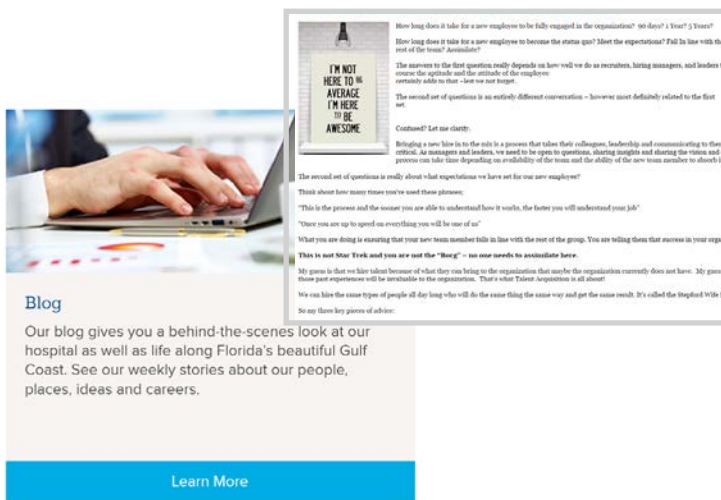 I'M NOT
HERE TO BE
AVERAGE
I'M HERE
TO BE
AWESOME
How long does it take for a new employee to be fully engaged in the organization? 90 days? 1 Year? 5 Years?
How long does it take for a new employee to become the status quo? Meet the expectations? Fall In line with th
rest of the team? Assimilate?
The answers to the first question really depends on how well we do as recruiters, hiring managers, and leaders t
course the aptitude and the attitude of the employee
certainly adds to that –lest we not forget.
The second set of questions is an entirely different conversation – however most definitely related to the first
set.
Confused? Let me clarify.
Bringing a new hire in to the mix is a process that takes their colleagues, leadership and communicating to the
critical. As managers and leaders, we need to be open to questions, sharing insights and sharing the vision and
process can take time depending on availability of the team and the ability of the new team member to absorb i
The second set of questions is really about what expectations we have set for our new employee?
Think about how many times you've used these phrases;
"This is the process and the sooner you are able to understand how it works, the faster you will understand your job"
"Once you are up to speed on everything you will be one of us"
What you are doing is ensuring that your new team member falls in line with the rest of the group. You are telling them that success in your orga
This is not Star Trek and you are not the "Borg" – no one needs to assimilate here.
My guess is that we hire talent because of what they can bring to the organization that maybe the organization currently does not have. My gues
those past experiences will be invaluable to the organization. That's what Talent Acquisition is all about!
We can hire the same types of people all day long who will do the same thing the same way and get the same result. It's called the Stepford Wife
So my three key pieces of advice:
Blog
Our blog gives you a behind-the-scenes look at our
hospital as well as life along Florida's beautiful Gulf
Coast. See our weekly stories about our people,
places, ideas and careers.
Learn More